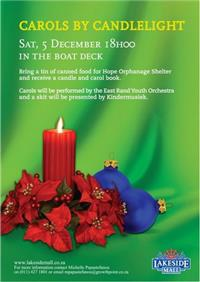 CAROLS BY CANDLELIGHT
SAT, 5 DECEMBER 18H00
IN THE BOAT DECK
Bring a tin of canned food for Hope Orphanage Shelter
and receive a candle and carol book.
Carols will be performed by the East Rand Youth Orchestra
and a skit will be presented by Kindermusiek.
www.lakesidemall.co.za
For more information contact Michelle Papantofanou
on (011) 427 1801 or email
LAKESIDE
MALL